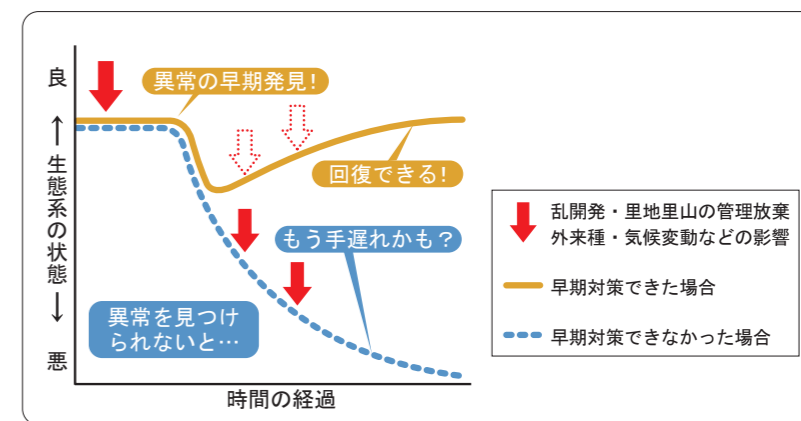 良
↑
生態系の状態
↓
悪
異常の早期発見！
回復できる！
もう手遅れかも？
異常を見つけ
られないと…
時間の経過
乱開発・里地里山の管理放棄
外来種・気候変動などの影響
早期対策できた場合
早期対策できなかった場合